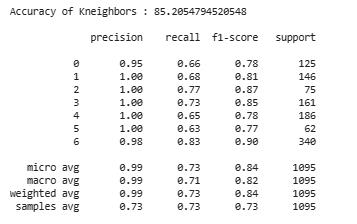 Accuracy of Kneighbors : 85.2054794520548
precision recall f1-score support
0 0.95 0.66 0.78 125
1 1.00 0.68 0.81 146
2 1.00 0.77 0.87 75
3 1.00 0.73 0.85 161
4 1.00 0.65 0.78 186
5 1.00 0.63 0.77 62
6 0.98 0.83 0.90 340
micro avg 0.99 0.73 0.84 1095
macro avg 0.99 0.71 0.82 1095
weighted avg 0.99 0.73 0.84 1095
samples avg 0.73 0.73 0.73 1095